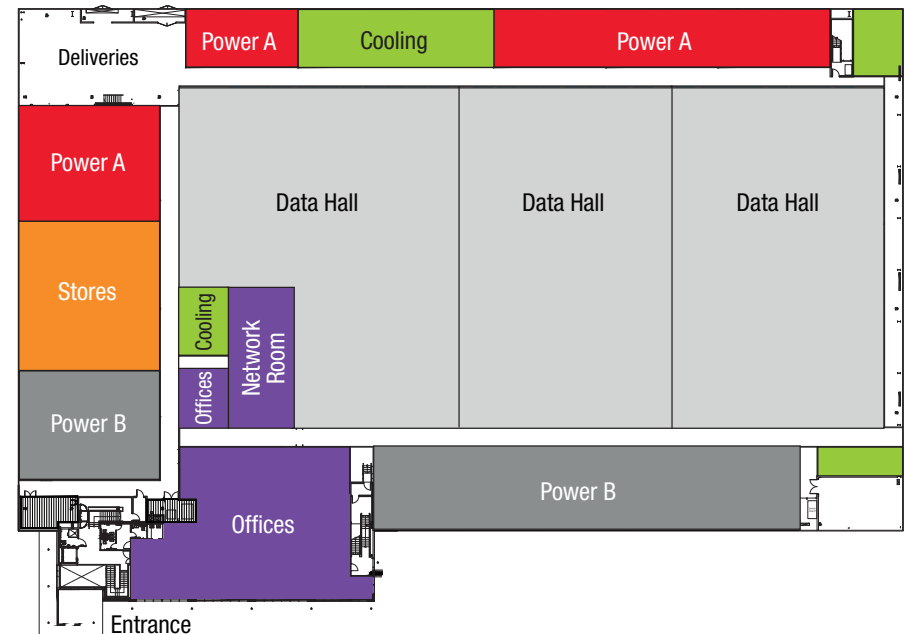 Deliveries
Power A
Cooling
Power A
Power A
Data Hall
Data Hall
Data Hall
Stores
Cooling
Network
Room
Offices
Power B
Power B
Offices
Entrance